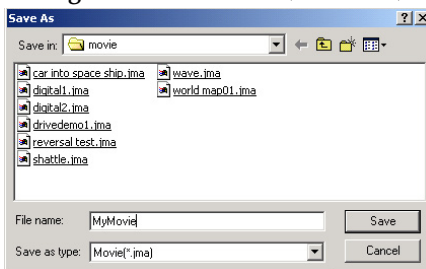 Save As
Save in: movie
car into space ship.jma
digital1.jma
digital2.jma
drivedemo1.jma
reversal test.jma
shattle.jma
wave.jma
world map01.jma
File name: MyMovie Save
Save as type: Movie(*.jma) Cancel